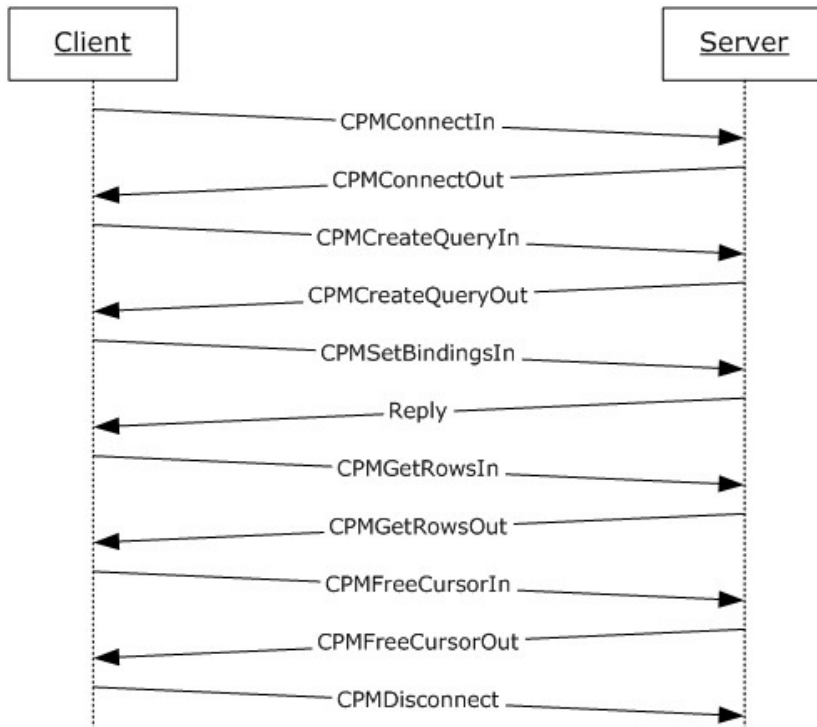 Client
Server
CPMConnectIn
CPMConnectOut
CPMCreateQueryIn
CPMCreateQueryOut
CPMSetBindingsIn
Reply
CPMGetRowsIn
CPMGetRowsOut
CPMFreeCursorIn
CPMFreeCursorOut
CPMDisconnect